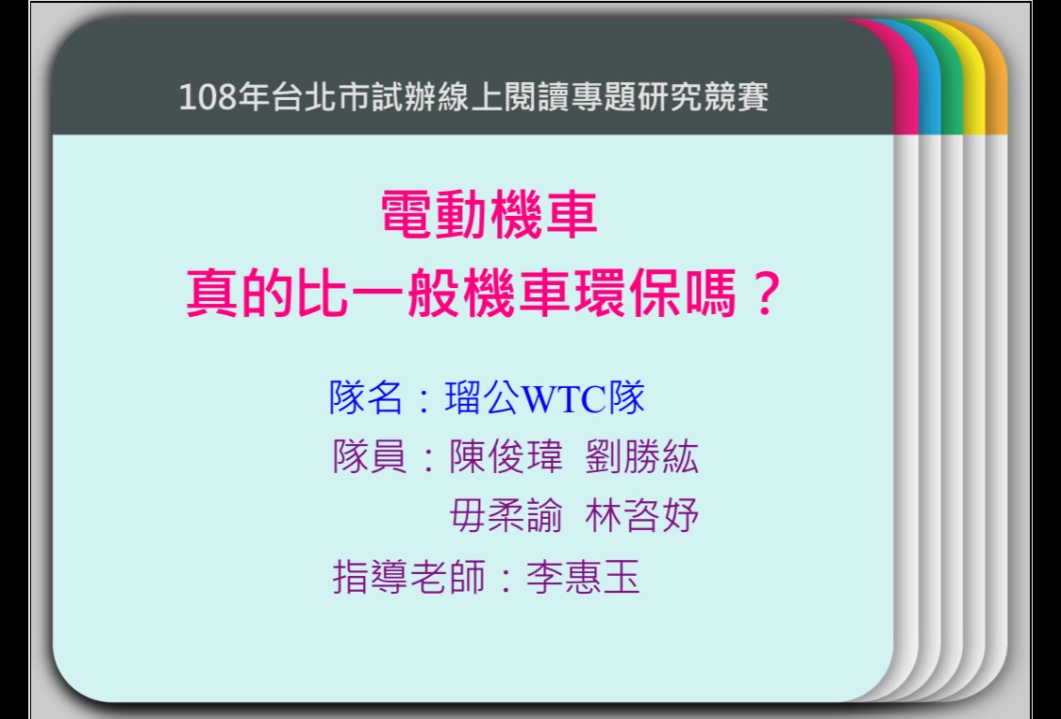 108年台北市試辦線上閱讀專題研究競賽
電動機車
真的比一般機車環保嗎？
隊名：瑠公WTC隊
隊員：陳俊瑋 劉勝紘
毋柔諭 林咨妤
指導老師：李惠玉